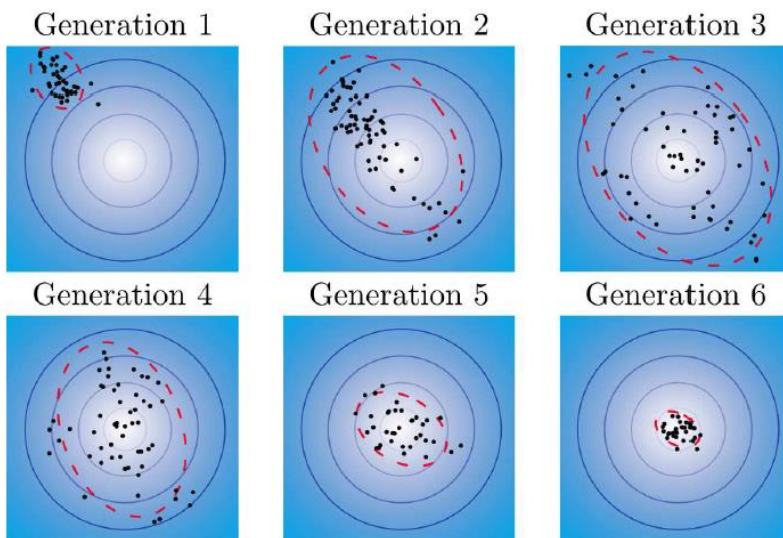 Generation 1
Generation 2
Generation 3
Generation 4
Generation 5
Generation 6